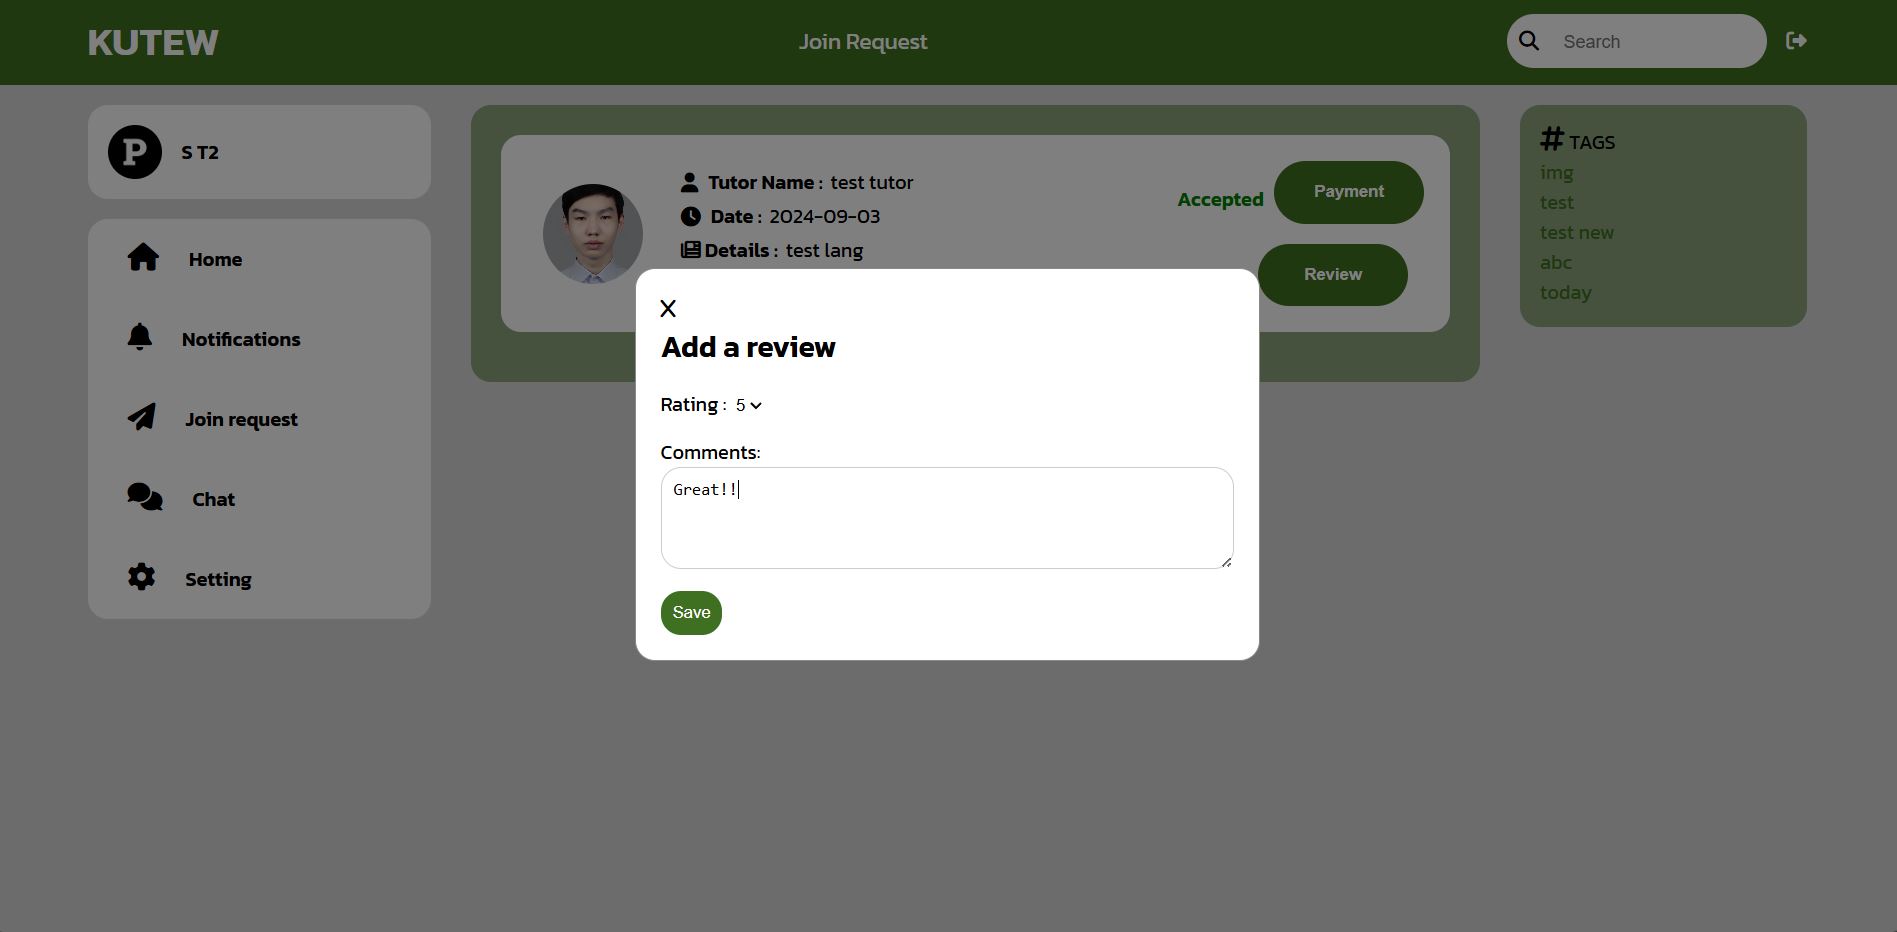 KUTEW
Join Request
Search
P
S T2
Home
Notifications
Join request
Chat
Setting
Tutor Name : test tutor
Date : 2024-09-03
Details : test lang
Accepted
Payment
Review
# TAGS
img
test
test new
abc
today
X
Add a review
Rating : 5
Comments:
Great!!
Save